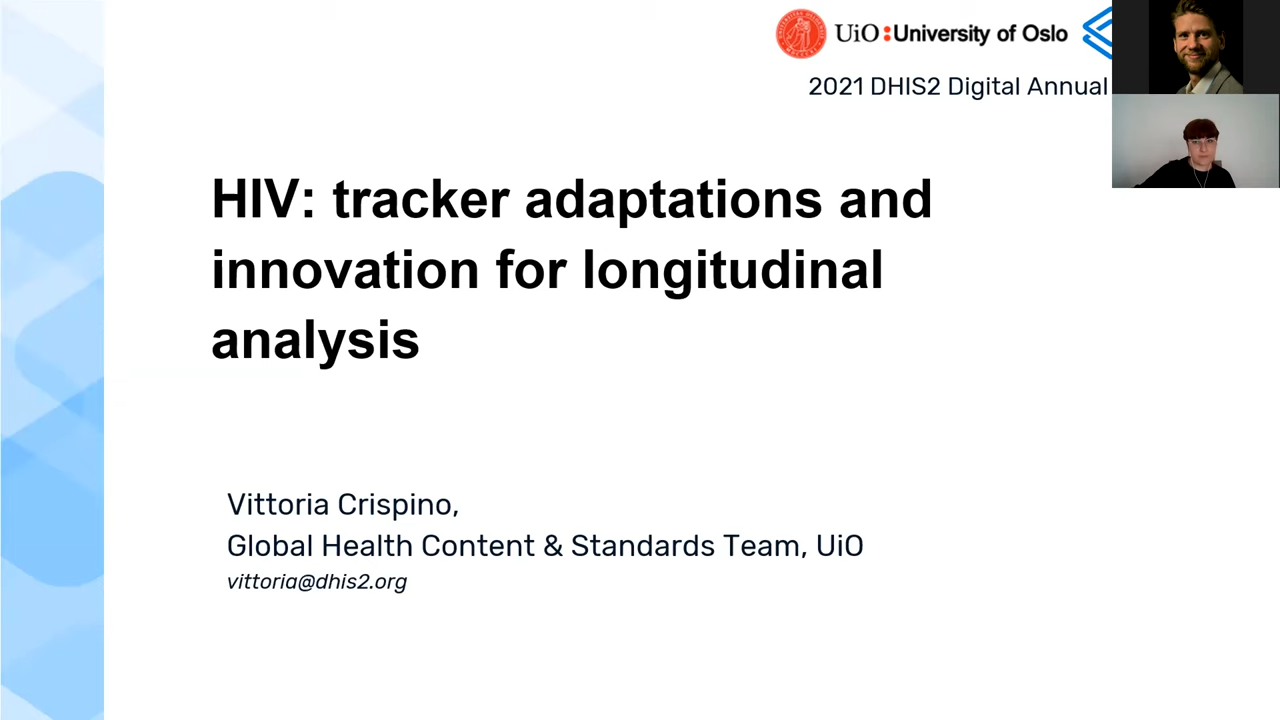 UiO:University of Oslo
2021 DHIS2 Digital Annual
HIV: tracker adaptations and
innovation for longitudinal
analysis
Vittoria Crispino,
Global Health Content & Standards Team, UiO
vittoria@dhis2.org